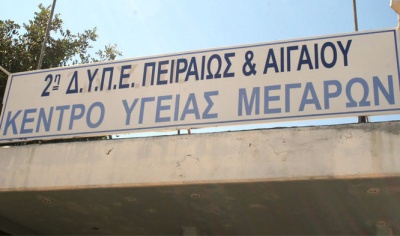 2η Δ.Υ.Π.Ε. ΠΕΙΡΑΙΩΣ & ΑΙΓΑΙΟΥ
ΚΕΝΤΡΟ ΥΓΕΙΑΣ ΜΕΓΑΡΩΝ